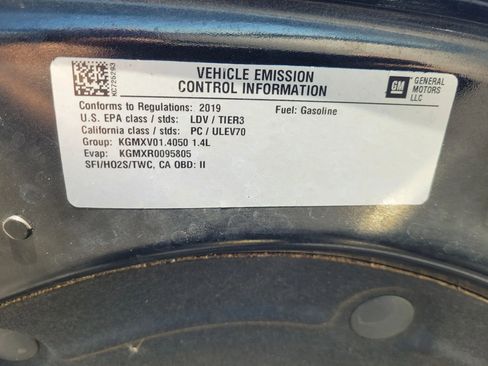 VEHICLE EMISSION
CONTROL INFORMATION
GM
GENERAL
MOTORS
LLC
Conforms to Regulations: 2019
Fuel: Gasoline
U.S. EPA class / stds: LDV / TIER3
California class / stds: PC / ULEV70
Group: KGMXV01.4050 1.4L
Evap: KGMXR0095805
SFI/HO2S/TWC, CA OBD: II